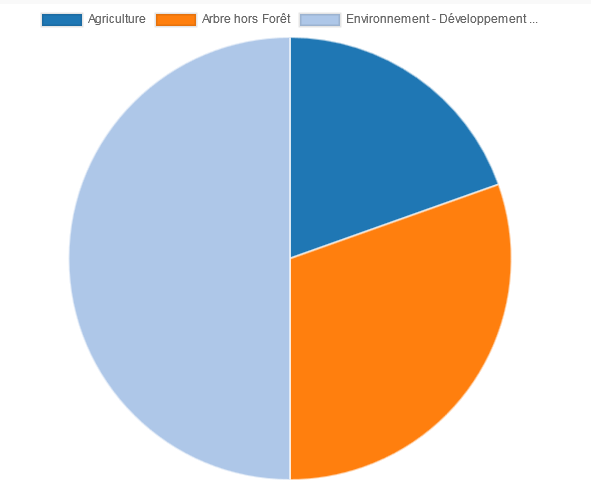 Agriculture Arbre hors Forêt Environnement - Développement ...